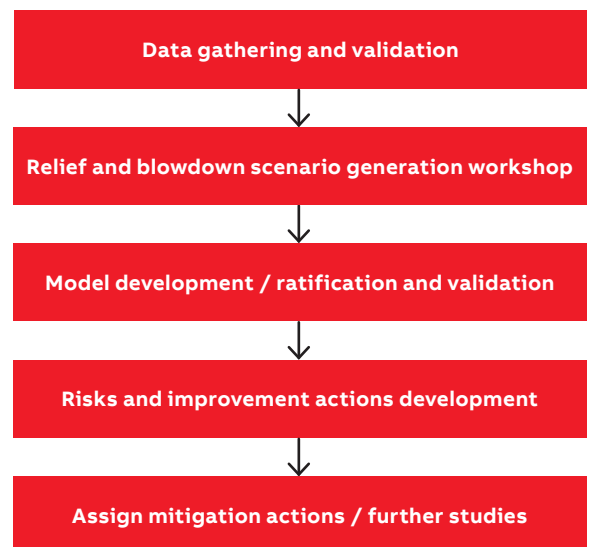 Data gathering and validation
Relief and blowdown scenario generation workshop
Model development / ratification and validation
Risks and improvement actions development
Assign mitigation actions / further studies